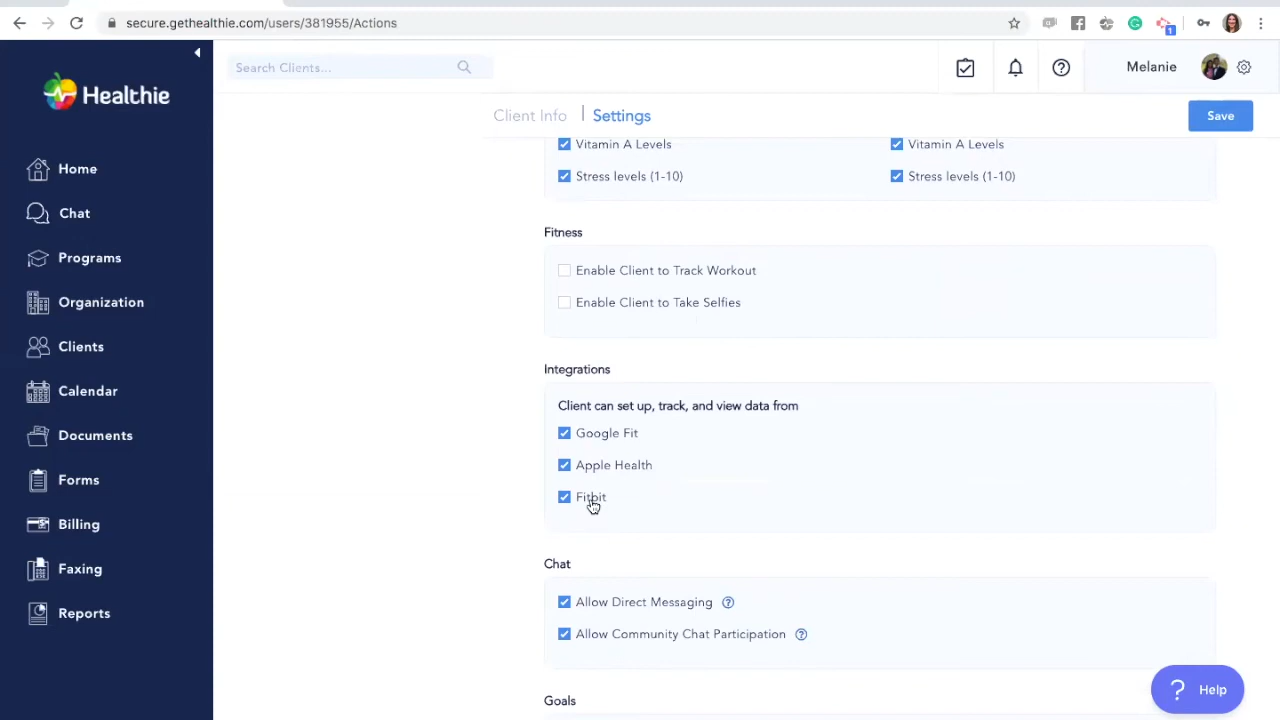 secure.gethealthie.com/users/381955/Actions
1
Healthie
Search Clients...
Melanie
Client Info | Settings
Save
Home
Chat
Programs
Organization
Clients
Calendar
Documents
Forms
Billing
Faxing
Reports
Vitamin A Levels Vitamin A Levels
Stress levels (1-10) Stress levels (1-10)
Fitness
Enable Client to Track Workout
Enable Client to Take Selfies
Integrations
Client can set up, track, and view data from
Google Fit
Apple Health
Fitbit
Chat
Allow Direct Messaging ?
Allow Community Chat Participation ?
Goals
? Help